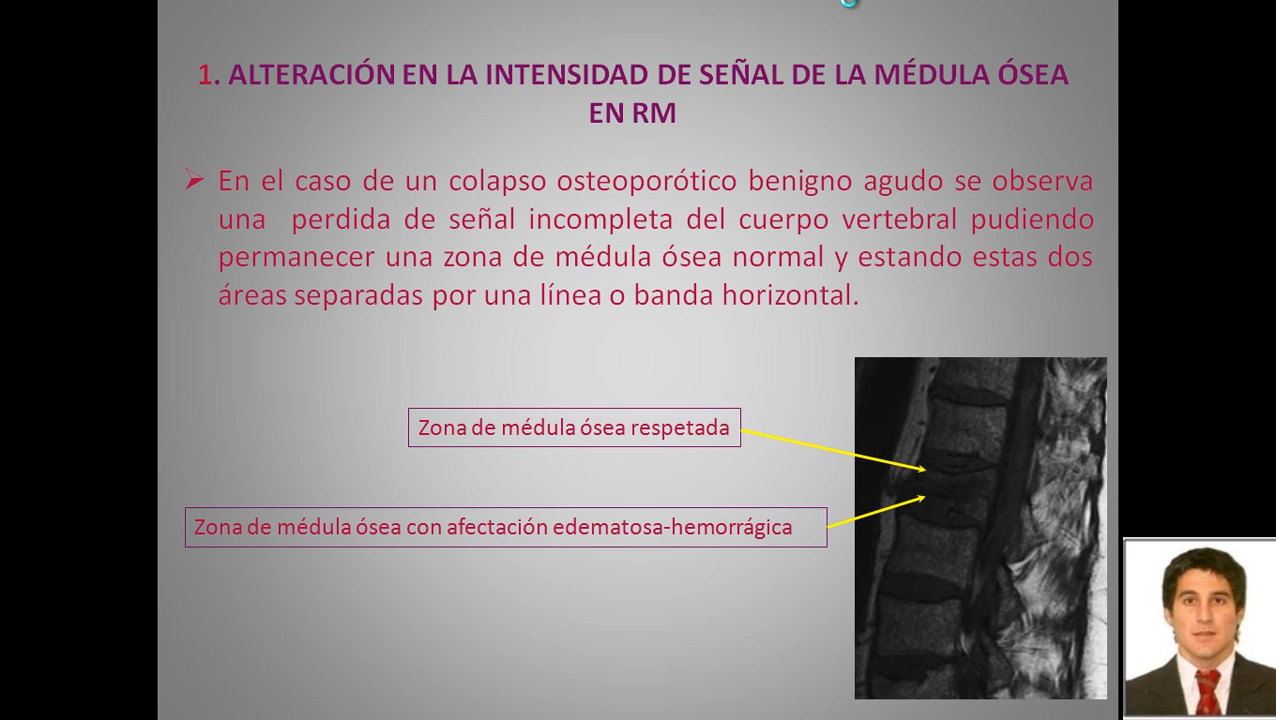 1. ALTERACIÓN EN LA INTENSIDAD DE SEÑAL DE LA MÉDULA ÓSEA
EN RM
En el caso de un colapso osteoporótico benigno agudo se observa
una perdida de señal incompleta del cuerpo vertebral pudiendo
permanecer una zona de médula ósea normal y estando estas dos
áreas separadas por una línea o banda horizontal.
Zona de médula ósea respetada
Zona de médula ósea con afectación edematosa-hemorrágica